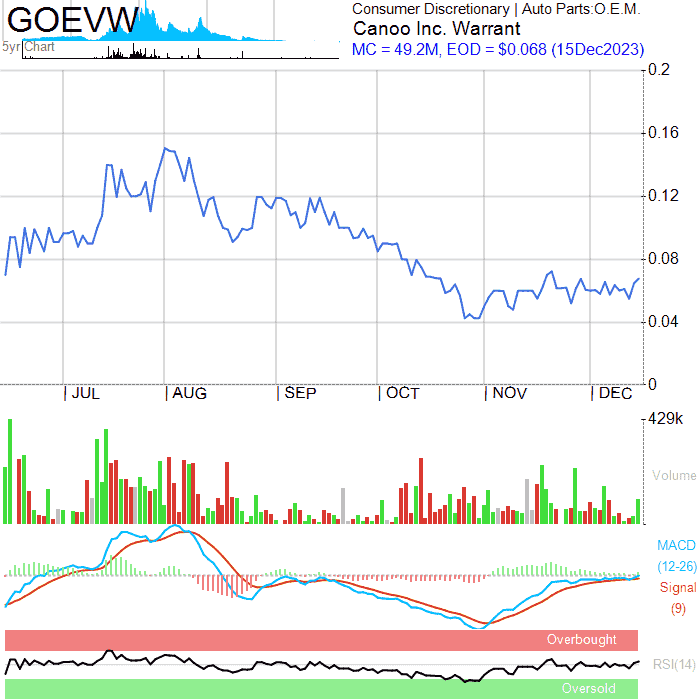 GOEVW
5yr Chart
Consumer Discretionary | Auto Parts:O.E.M.
Canoo Inc. Warrant
MC = 49.2M, EOD = $0.068 (15Dec2023)
0.2
0.16
0.12
0.08
0.04
0
JUL AUG SEP OCT NOV DEC
429k
Volume
MACD
(12-26)
Signal
(9)
Overbought
RSI(14)
Oversold